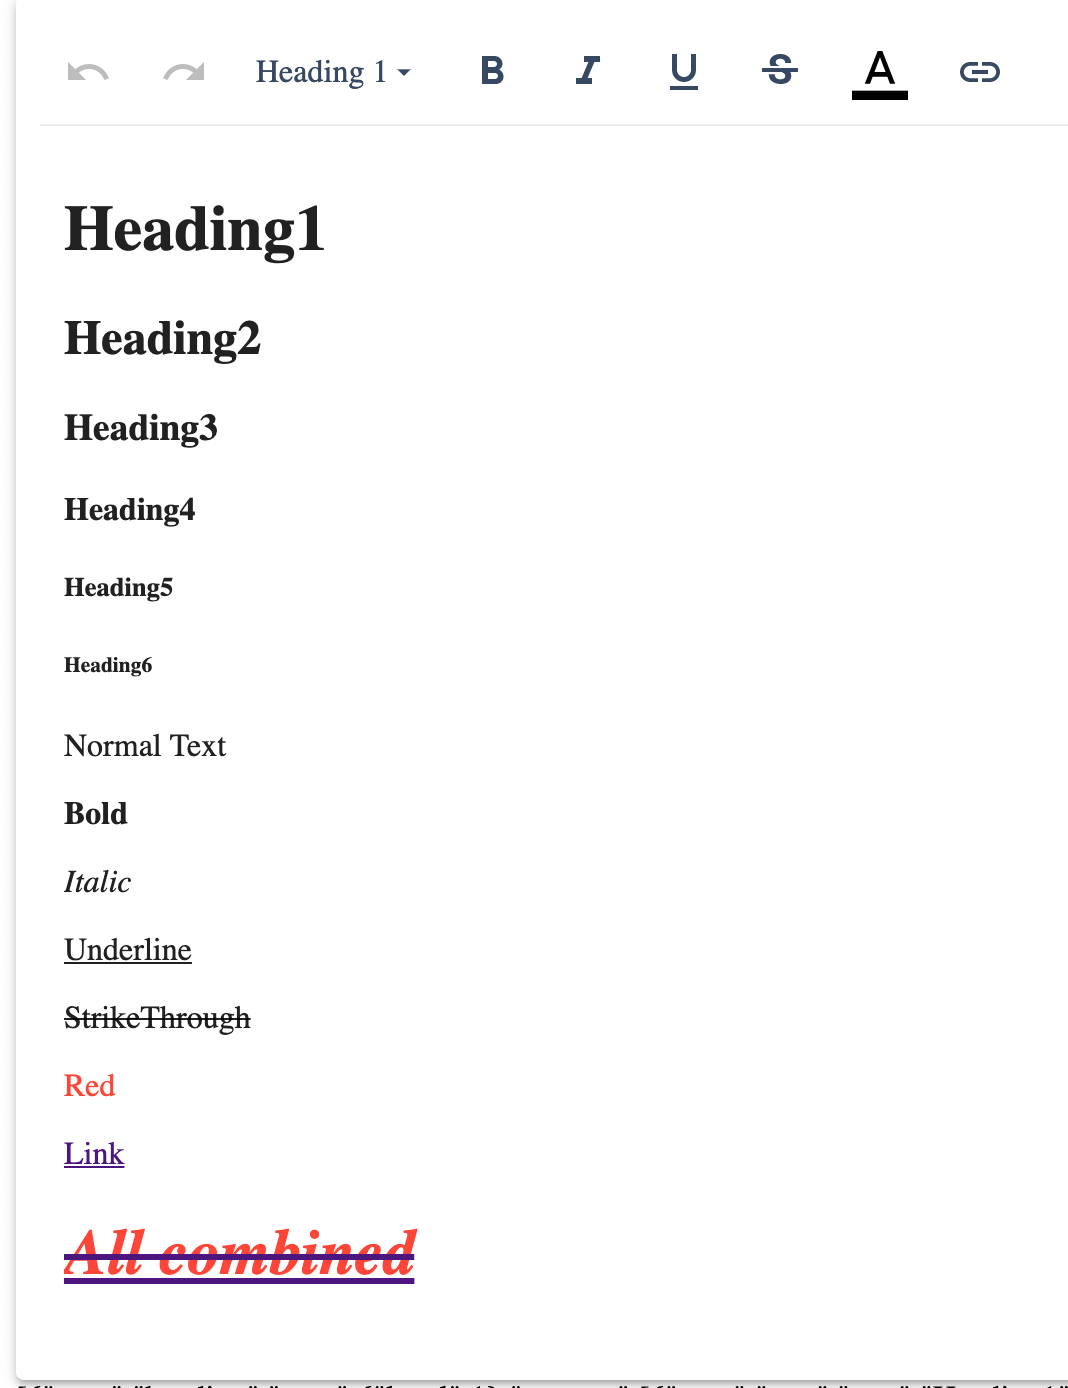 Heading 1
B I U S A
Heading1
Heading2
Heading3
Heading4
Heading5
Heading6
Normal Text
Bold
Italic
Underline
StrikeThrough
Red
Link
All combined